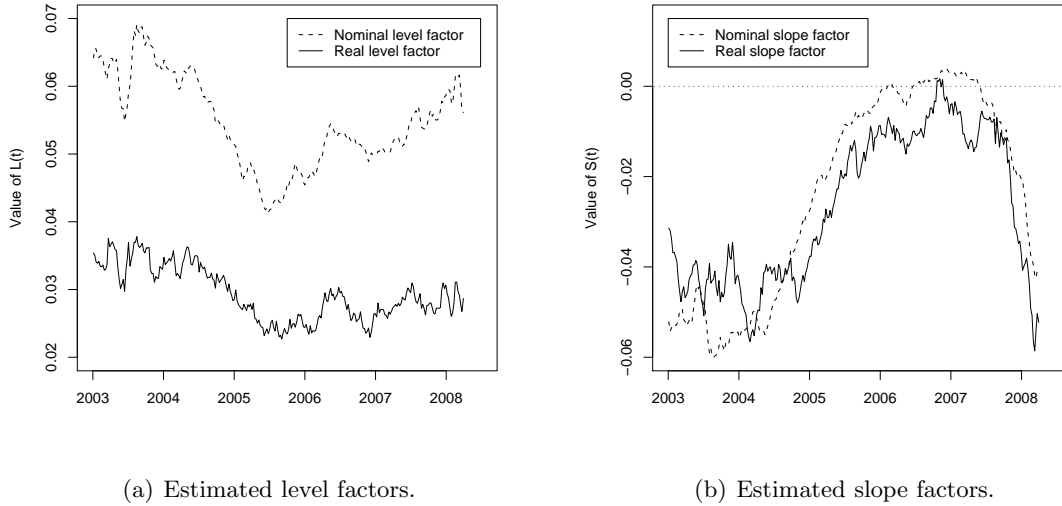 0.07
0.06
0.05
0.04
0.03
0.02
Value of L(t)
Nominal level factor
Real level factor
2003 2004 2005 2006 2007 2008
(a) Estimated level factors.
0.00
−0.02
−0.04
−0.06
Value of S(t)
Nominal slope factor
Real slope factor
2003 2004 2005 2006 2007 2008
(b) Estimated slope factors.